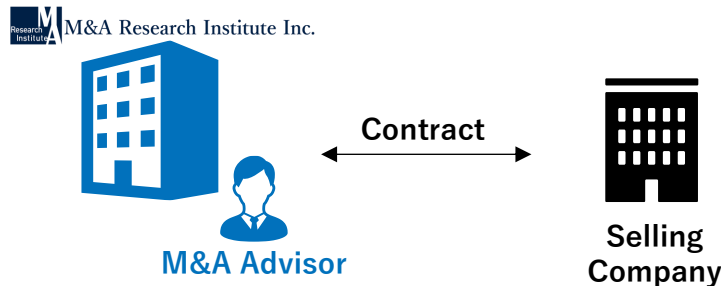 M&A
Research
Institute
M&A Research Institute Inc.
Contract
M&A Advisor
Selling
Company